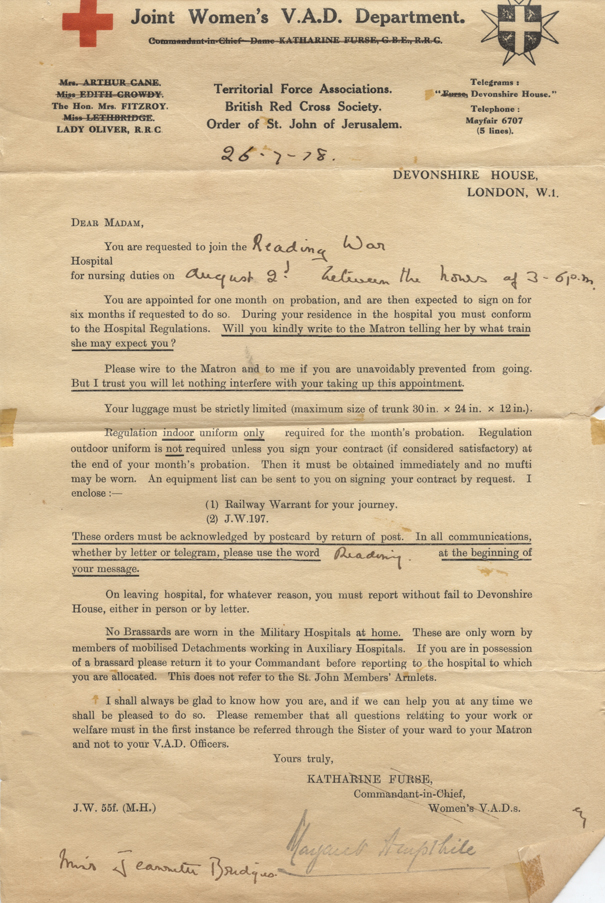 Joint Women's V.A.D. Department.
Commandant-in-Chief - Dame KATHARINE FURSE, G.B.E., R.R.C.
Mrs. ARTHUR CANE.
Miss EDITH CROWDY.
The Hon. Mrs. FITZROY.
Miss LETHBRIDGE.
LADY OLIVER, R.R.C
Territorial Force Associations.
British Red Cross Society.
Order of St. John of Jerusalem.
Telegrams :
"Furse, Devonshire House."
Telephone :
Mayfair 6707
(5 lines).
26-7-18.
DEVONSHIRE HOUSE,
LONDON, W.1.
DEAR MADAM,
You are requested to join the Reading War
Hospital
for nursing duties on August 2d between the hours of 3-6 p.m.
You are appointed for one month on probation, and are then expected to sign on for
six months if requested to do so. During your residence in the hospital you must conform
to the Hospital Regulations. Will you kindly write to the Matron telling her by what train
she may expect you?
Please wire to the Matron and to me if you are unavoidably prevented from going.
But I trust you will let nothing interfere with your taking up this appointment.
Your luggage must be strictly limited (maximum size of trunk 30 in. × 24 in. × 12 in.).
Regulation indoor uniform only required for the month's probation. Regulation
outdoor uniform is not required unless you sign your contract (if considered satisfactory) at
the end of your month's probation. Then it must be obtained immediately and no mufti
may be worn. An equipment list can be sent to you on signing your contract by request. I
enclose :—
(1) Railway Warrant for your journey.
(2) J.W.197.
These orders must be acknowledged by postcard by return of post. In all communications,
whether by letter or telegram, please use the word Reading. at the beginning of
your message.
On leaving hospital, for whatever reason, you must report without fail to Devonshire
House, either in person or by letter.
No Brassards are worn in the Military Hospitals at home. These are only worn by
members of mobilised Detachments working in Auxiliary Hospitals. If you are in possession
of a brassard please return it to your Commandant before reporting to the hospital to which
you are allocated. This does not refer to the St. John Members' Armlets.
I shall always be glad to know how you are, and if we can help you at any time we
shall be pleased to do so. Please remember that all questions relating to your work or
welfare must in the first instance be referred through the Sister of your ward to your Matron
and not to your V.A.D. Officers.
Yours truly,
KATHARINE FURSE,
Commandant-in-Chief,
Women's V.A.D.s.
J.W. 55f. (M.H.)
Margaret
Miss Bridges